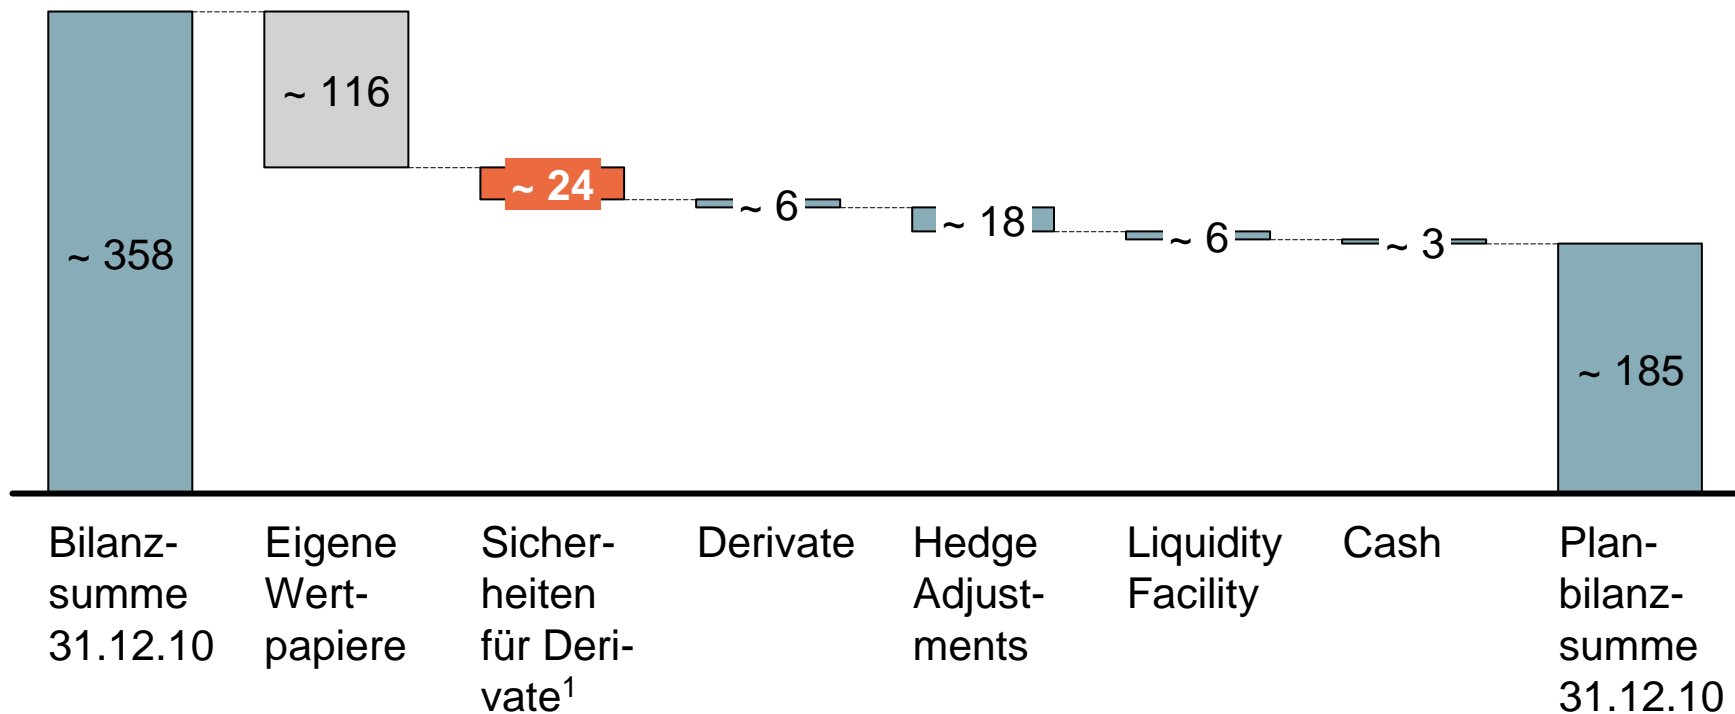 ~ 358
~ 116
~ 24
~ 6
~ 18
~ 6
~ 3
~ 185
Bilanz-
summe
31.12.10
Eigene
Wert-
papiere
Sicher-
heiten
für Deri-
vate¹
Derivate
Hedge
Adjust-
ments
Liquidity
Facility
Cash
Plan-
bilanz-
summe
31.12.10